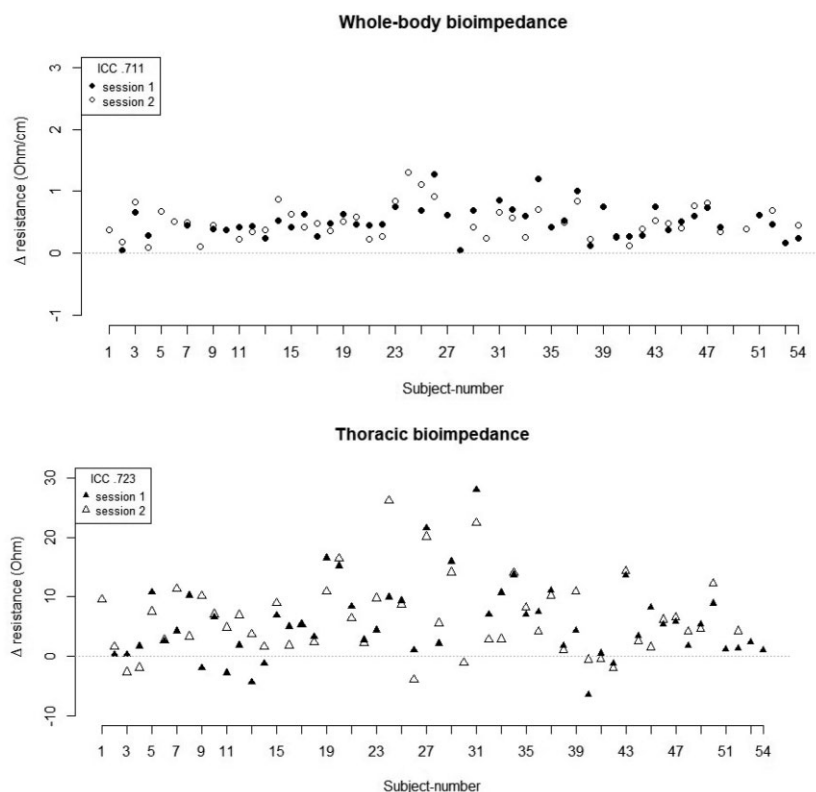 Whole-body bioimpedance
3
2
1
0
-1
Δ resistance (Ohm/cm)
ICC .711
session 1
session 2
1 3 5 7 9 11 15 19 23 27 31 35 39 43 47 51 54
Subject-number
Thoracic bioimpedance
30
20
10
0
-10
Δ resistance (Ohm)
ICC .723
session 1
session 2
1 3 5 7 9 11 15 19 23 27 31 35 39 43 47 51 54
Subject-number